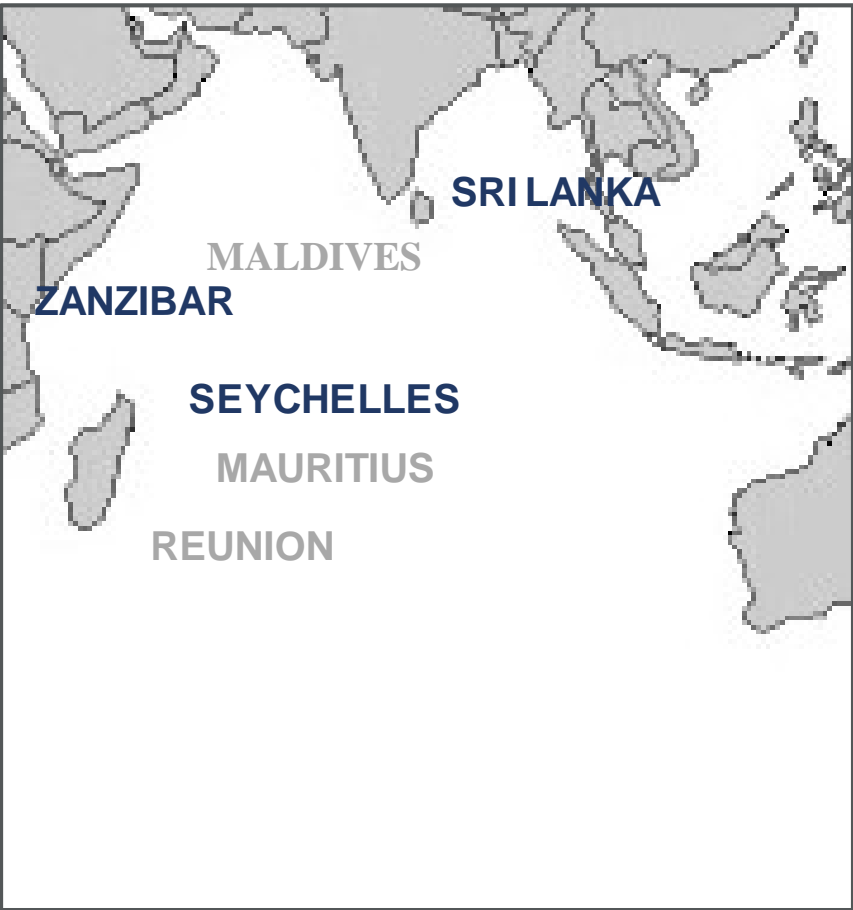 SRI LANKA
MALDIVES
ZANZIBAR
SEYCHELLES
MAURITIUS
REUNION